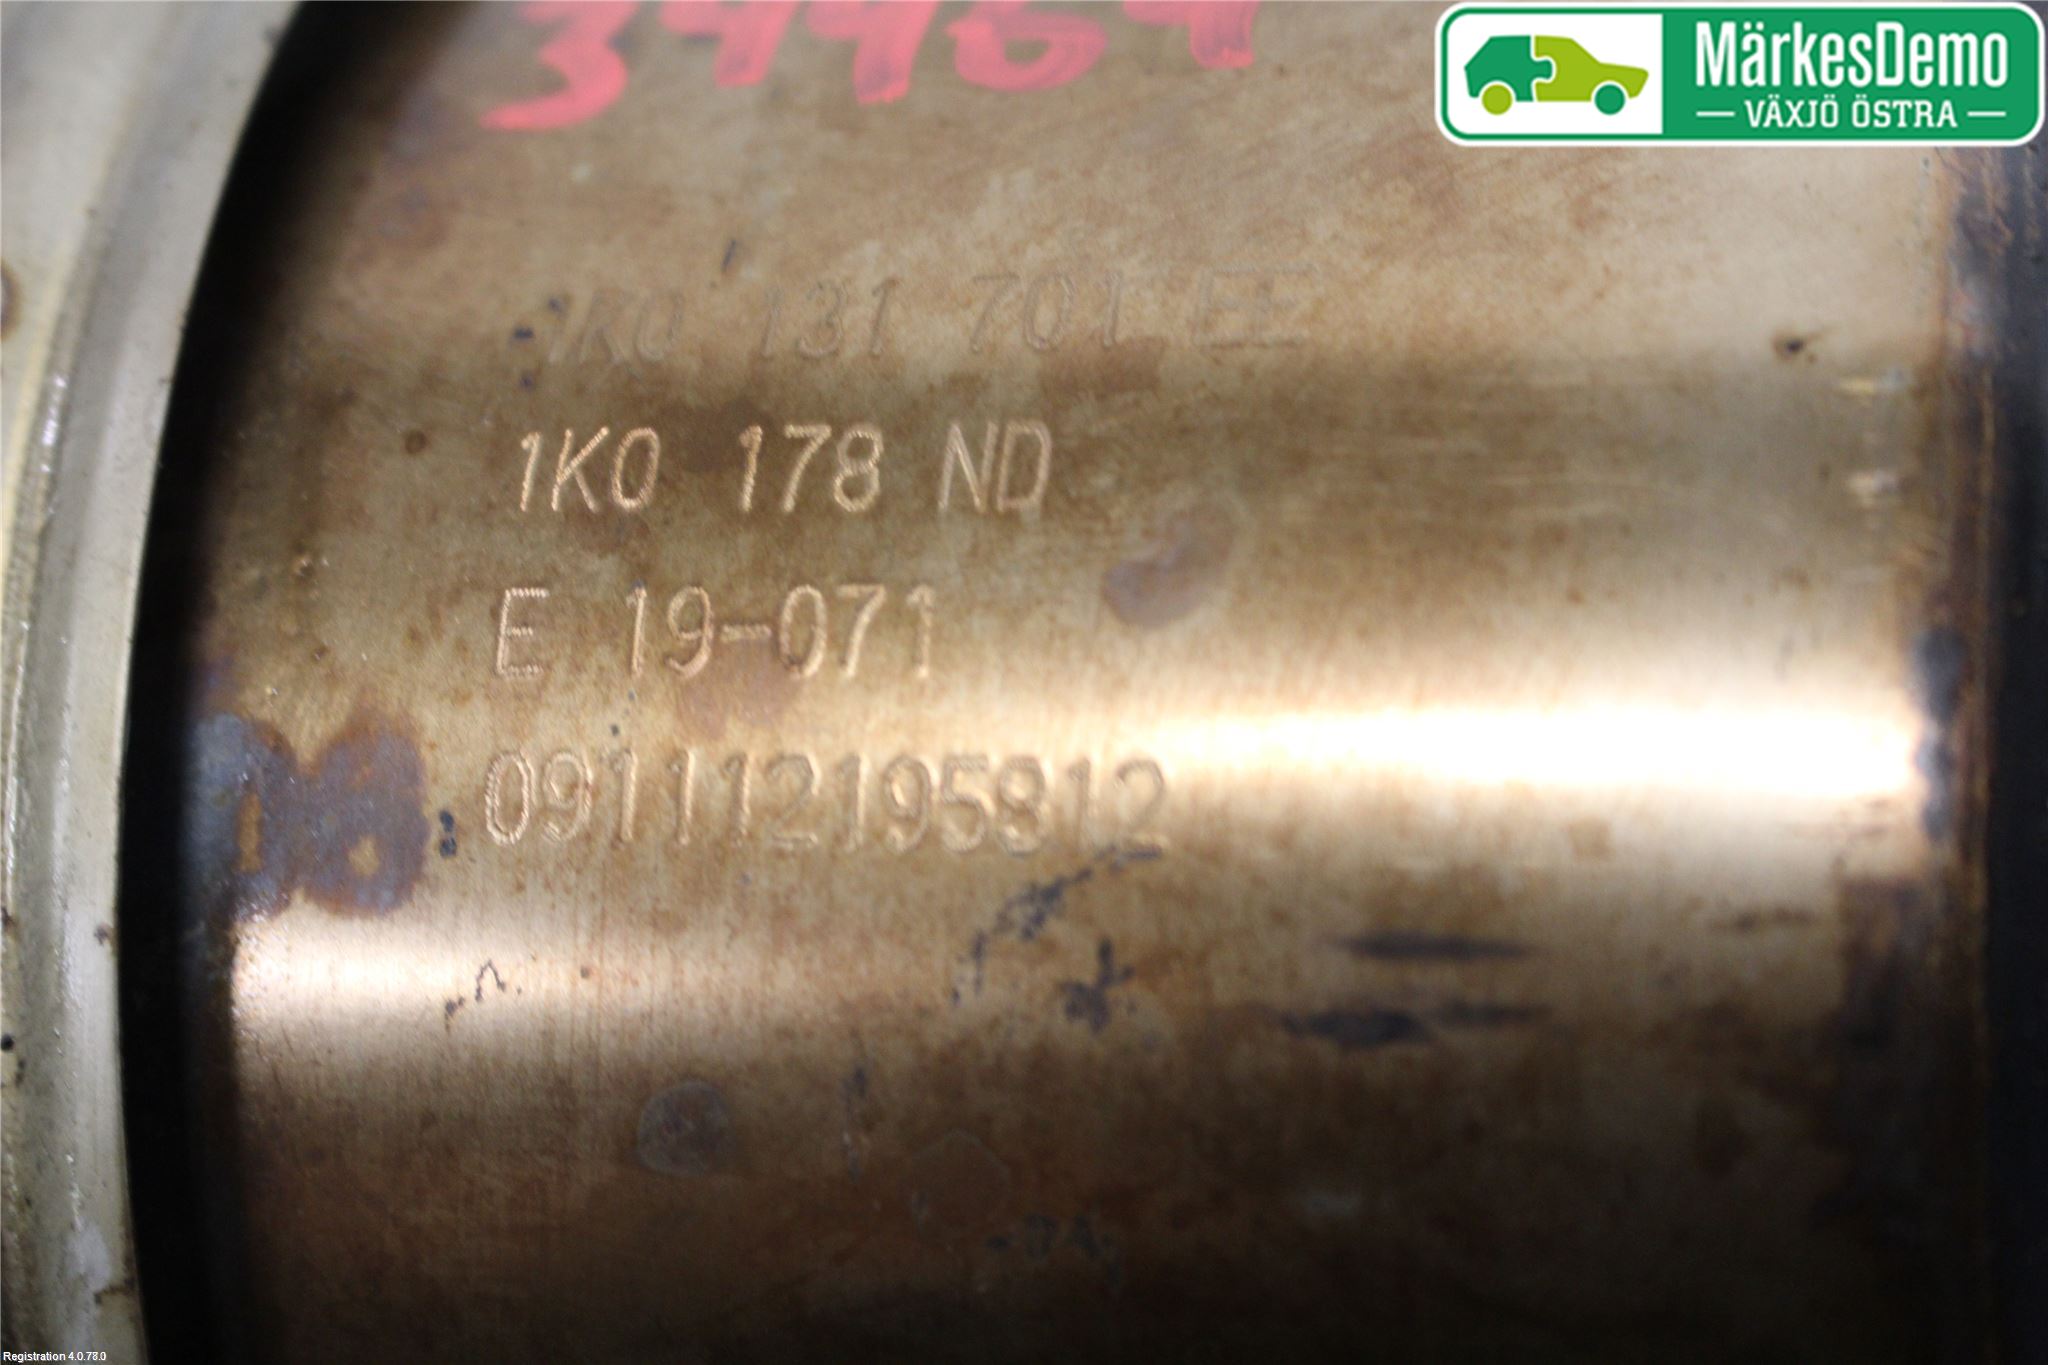 34464
MärkesDemo
VÄXJÖ ÖSTRA
1K0 131 701 EE
1K0 178 ND
E 19-071
091112195812
Registration 4.0.78.0